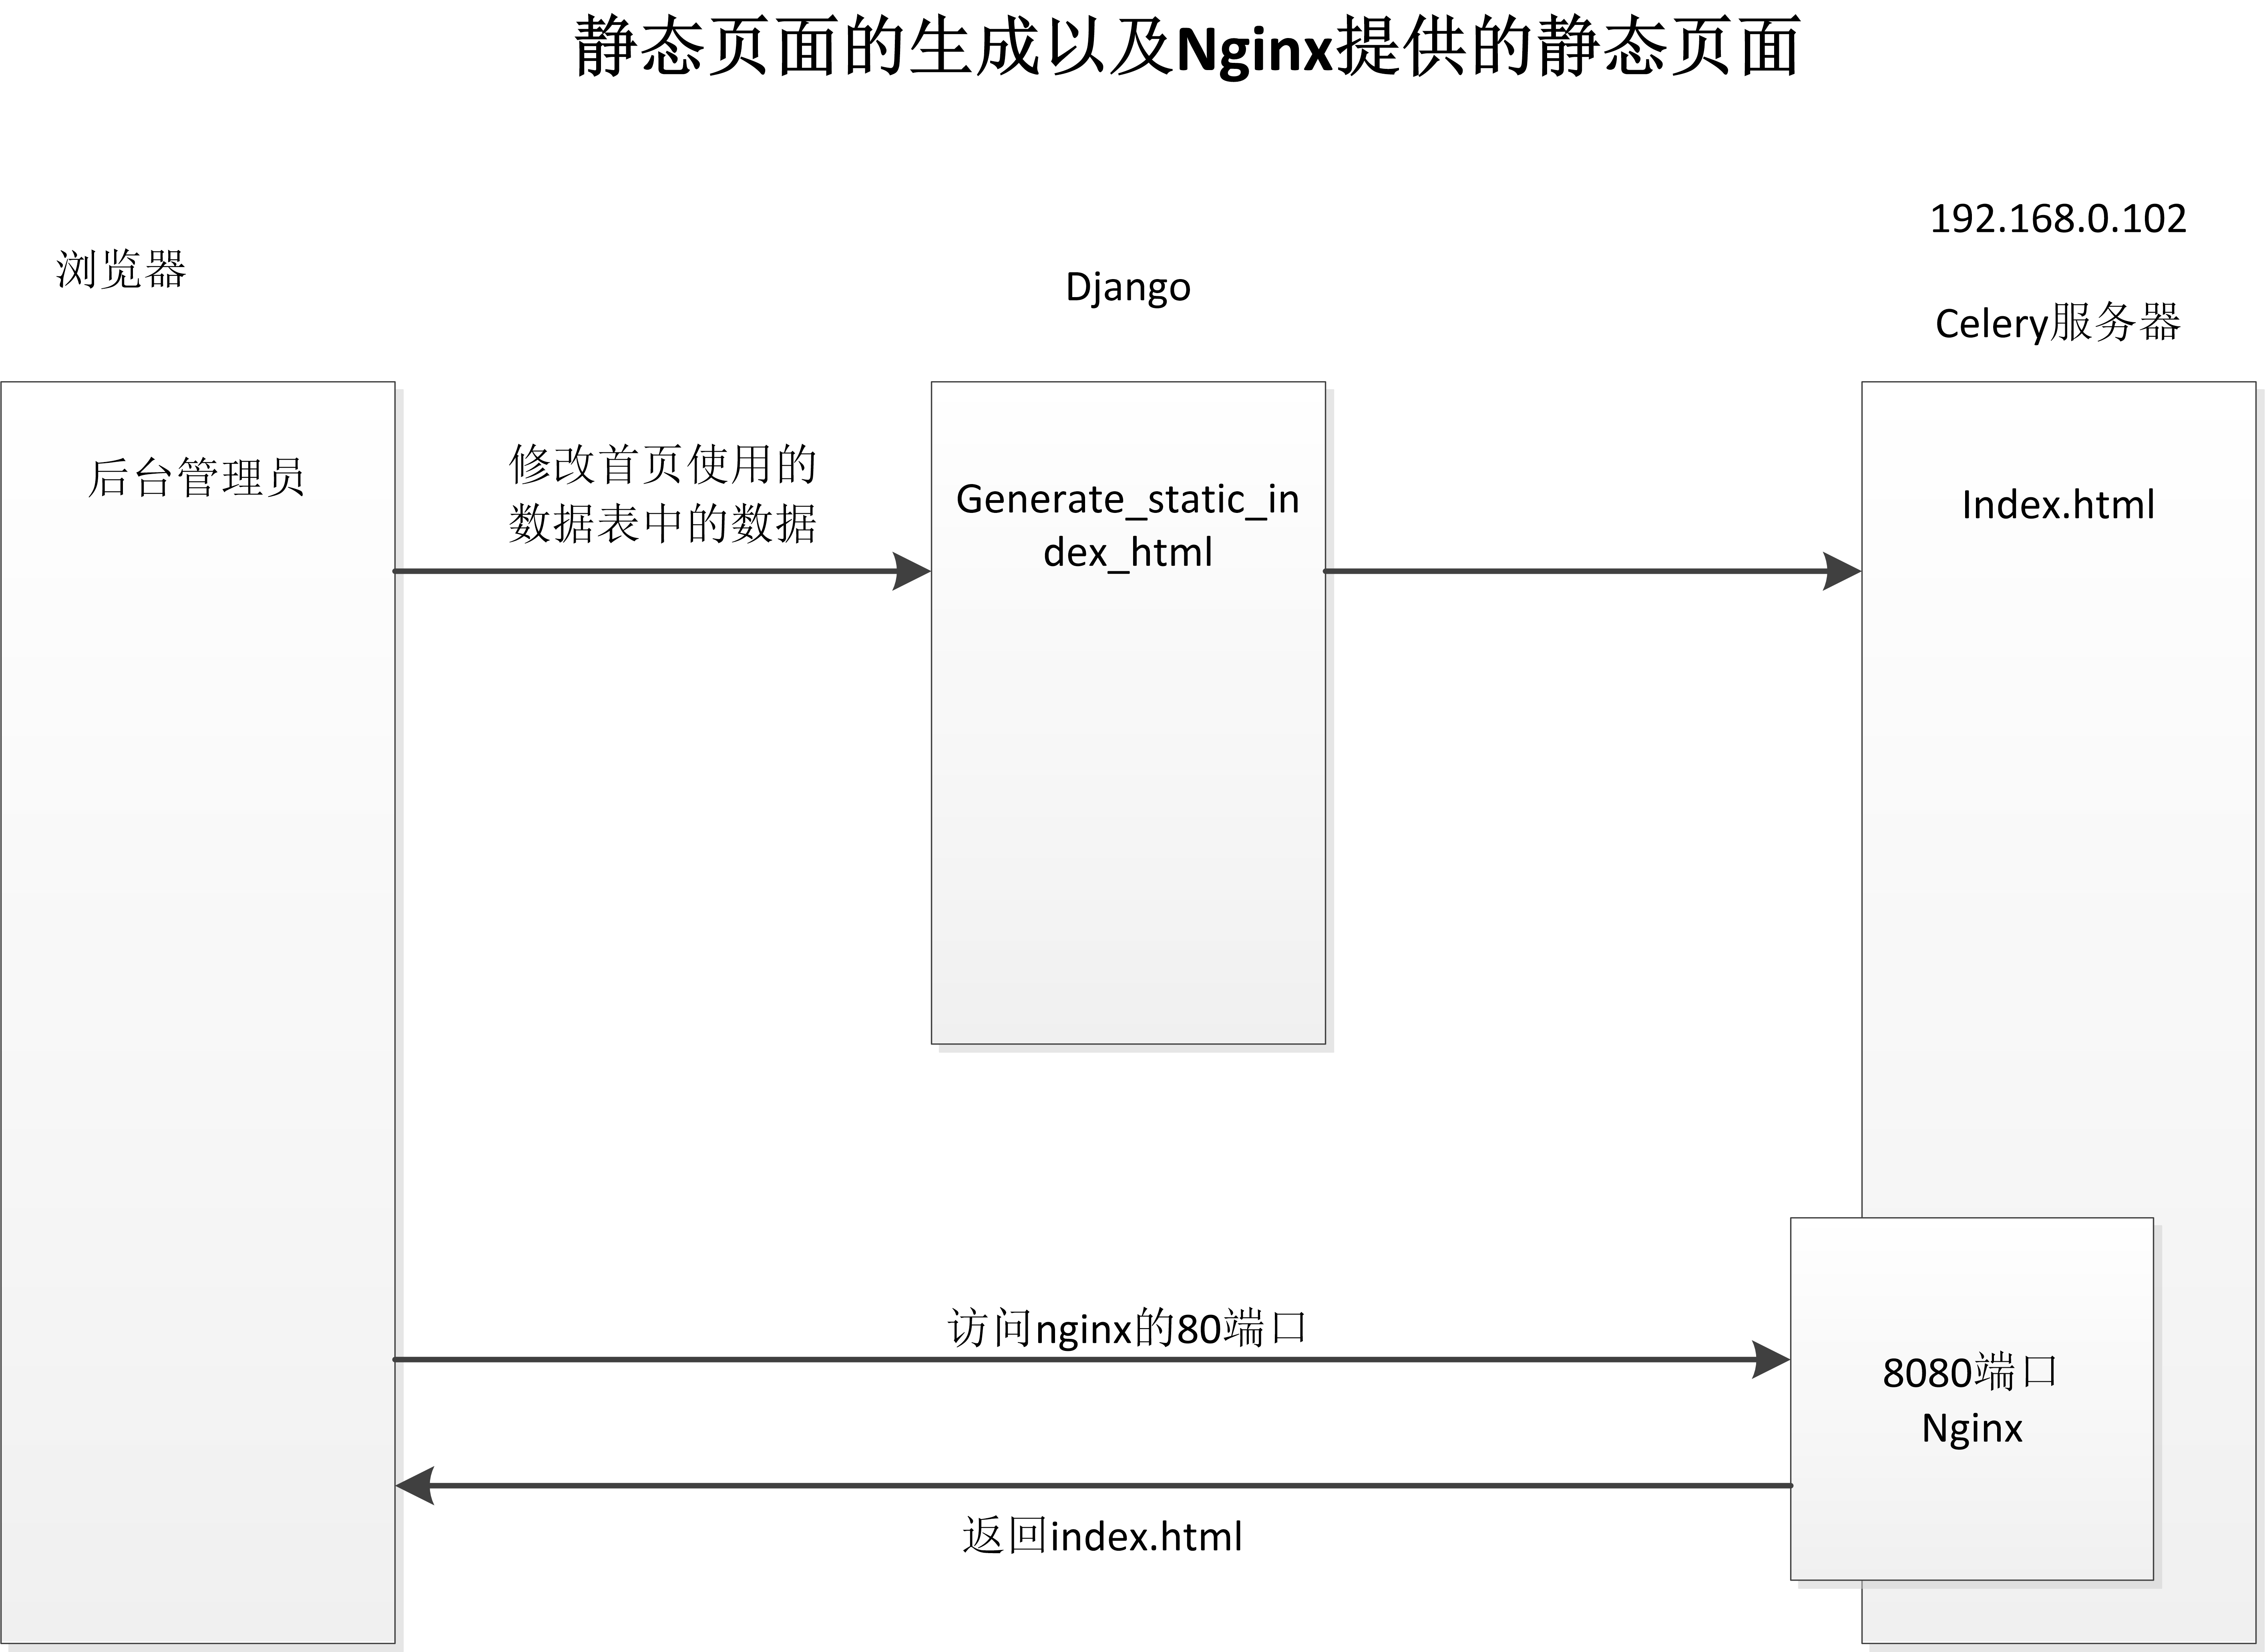 静态页面的生成以及Nginx提供的静态页面
192.168.0.102
浏览器
Django
Celery服务器
后台管理员
修改首页使用的
数据表中的数据
Generate_static_in
dex_html
Index.html
访问nginx的80端口
8080端口
Nginx
返回index.html